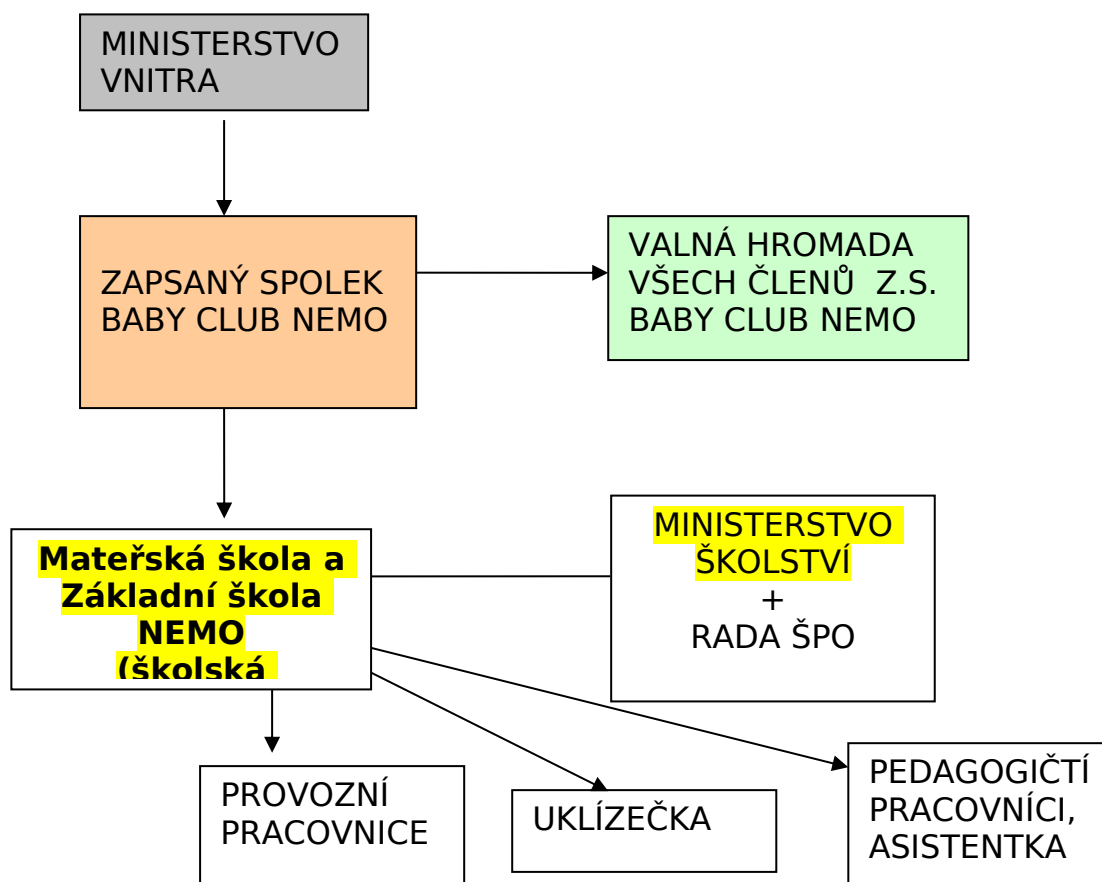 MINISTERSTVO
VNITRA
ZAPSANÝ SPOLEK
BABY CLUB NEMO
VALNÁ HROMADA
VŠECH ČLENŮ  Z.S.
BABY CLUB NEMO
Mateřská škola a
Základní škola
NEMO
(školská
MINISTERSTVO
ŠKOLSTVÍ
+
RADA ŠPO
PROVOZNÍ
PRACOVNICE
UKLÍZEČKA
PEDAGOGIČTÍ
PRACOVNÍCI,
ASISTENTKA